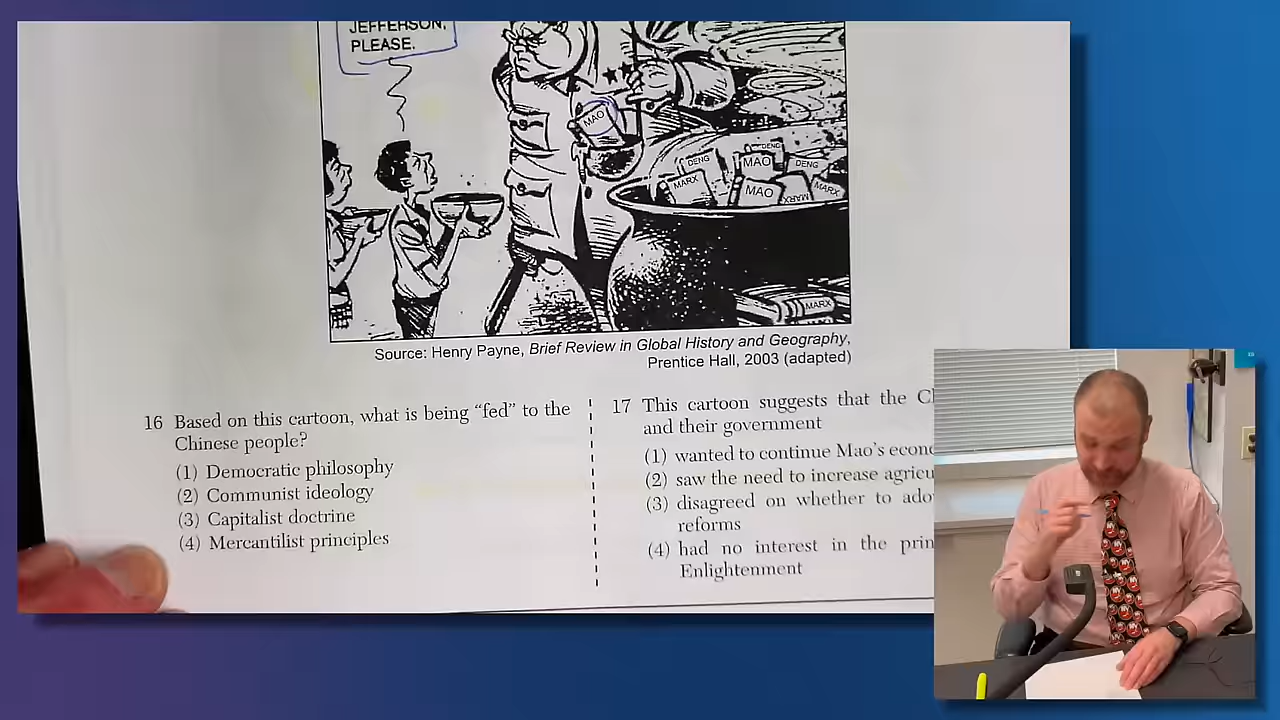 JEFFERSON,
PLEASE.
MAO
DENG
DENG
MAO
DENG
MARX
MAO
MARX
MARX
MARX
Source: Henry Payne, Brief Review in Global History and Geography,
Prentice Hall, 2003 (adapted)
16 Based on this cartoon, what is being “fed” to the
Chinese people?
(1) Democratic philosophy
(2) Communist ideology
(3) Capitalist doctrine
(4) Mercantilist principles
17 This cartoon suggests that the
and their government
(1) wanted to continue Mao’s
(2) saw the need to increase
(3) disagreed on whether to
reforms
(4) had no interest in the
Enlightenment